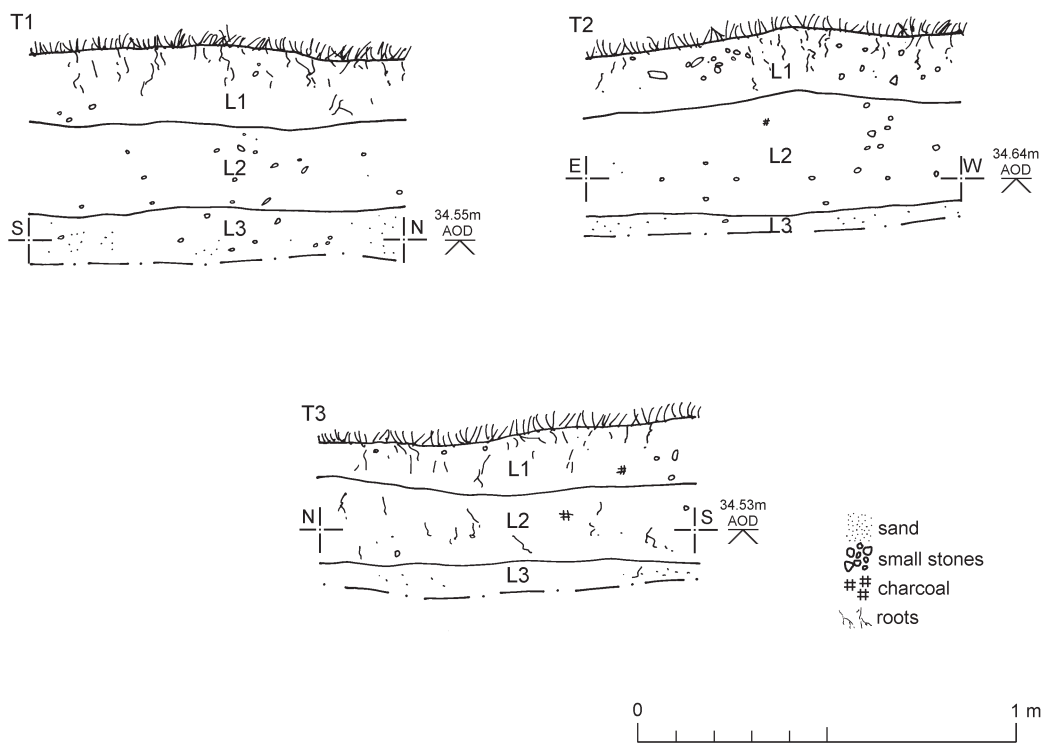 T1
L1
L2
L3
S
N
34.55m
AOD
T2
L1
L2
L3
E
W
34.64m
AOD
T3
L1
L2
L3
N
S
34.53m
AOD
sand
small stones
charcoal
roots
0
1 m